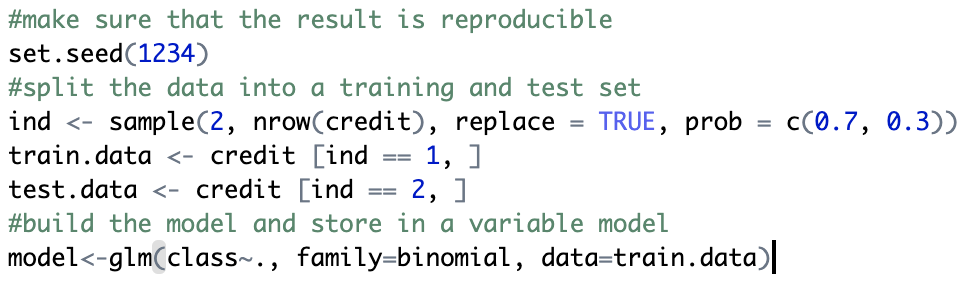 #make sure that the result is reproducible
set.seed(1234)
#split the data into a training and test set
ind <- sample(2, nrow(credit), replace = TRUE, prob = c(0.7, 0.3))
train.data <- credit [ind == 1, ]
test.data <- credit [ind == 2, ]
#build the model and store in a variable model
model<-glm(class~., family=binomial, data=train.data)